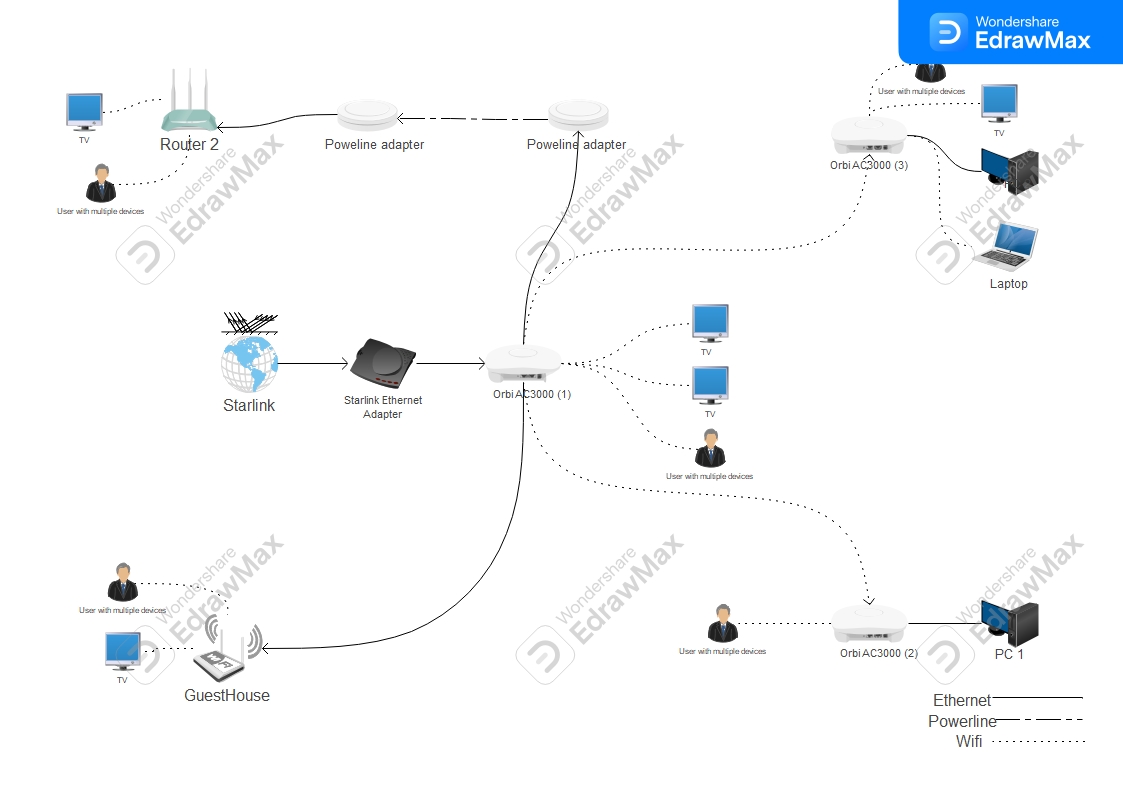 Wondershare
EdrawMax
User with multiple devices
TV
Router 2
Poweline adapter
Poweline adapter
TV
Orbi AC3000 (3)
User with multiple devices
Wondershare
EdrawMax
Wondershare
EdrawMax
Wondershare
EdrawMax
Laptop
TV
Starlink
Starlink Ethernet
Adapter
Orbi AC3000 (1)
TV
User with multiple devices
Wondershare
EdrawMax
Wondershare
EdrawMax
Wondershare
EdrawMax
User with multiple devices
WiFi
TV
GuestHouse
User with multiple devices
Orbi AC3000 (2)
PC 1
Ethernet
Powerline
Wifi